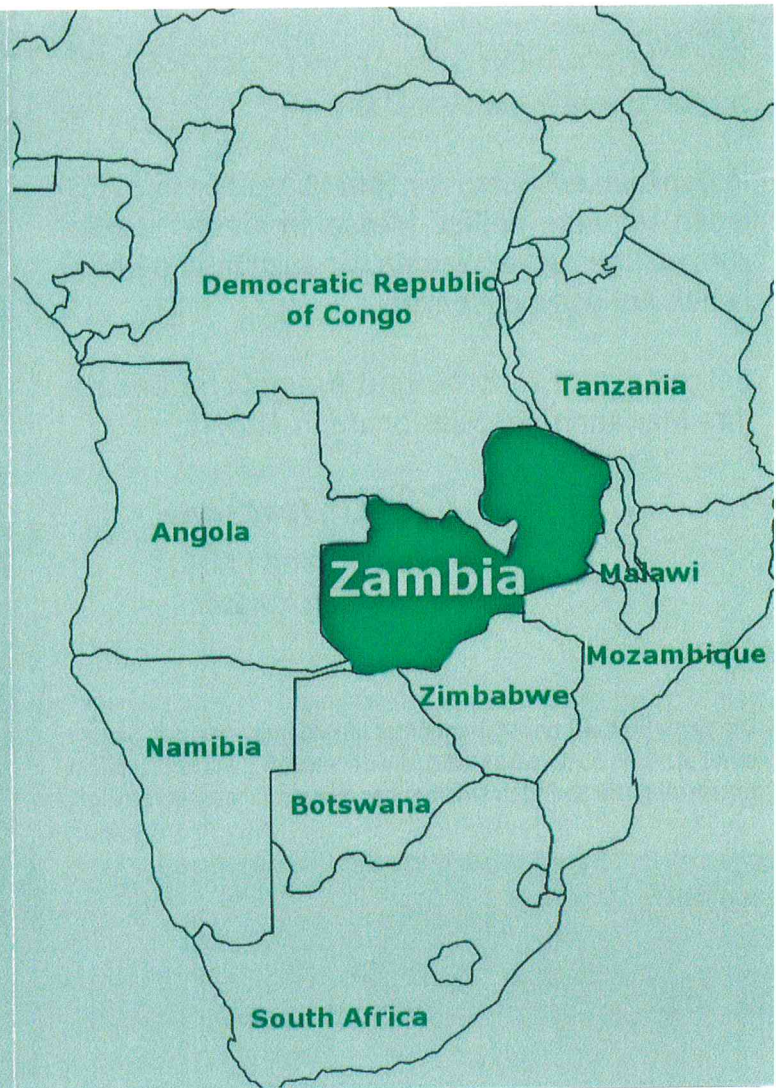 Democratic Republic
of Congo
Tanzania
Angola
Zambia
Malawi
Mozambique
Zimbabwe
Namibia
Botswana
South Africa